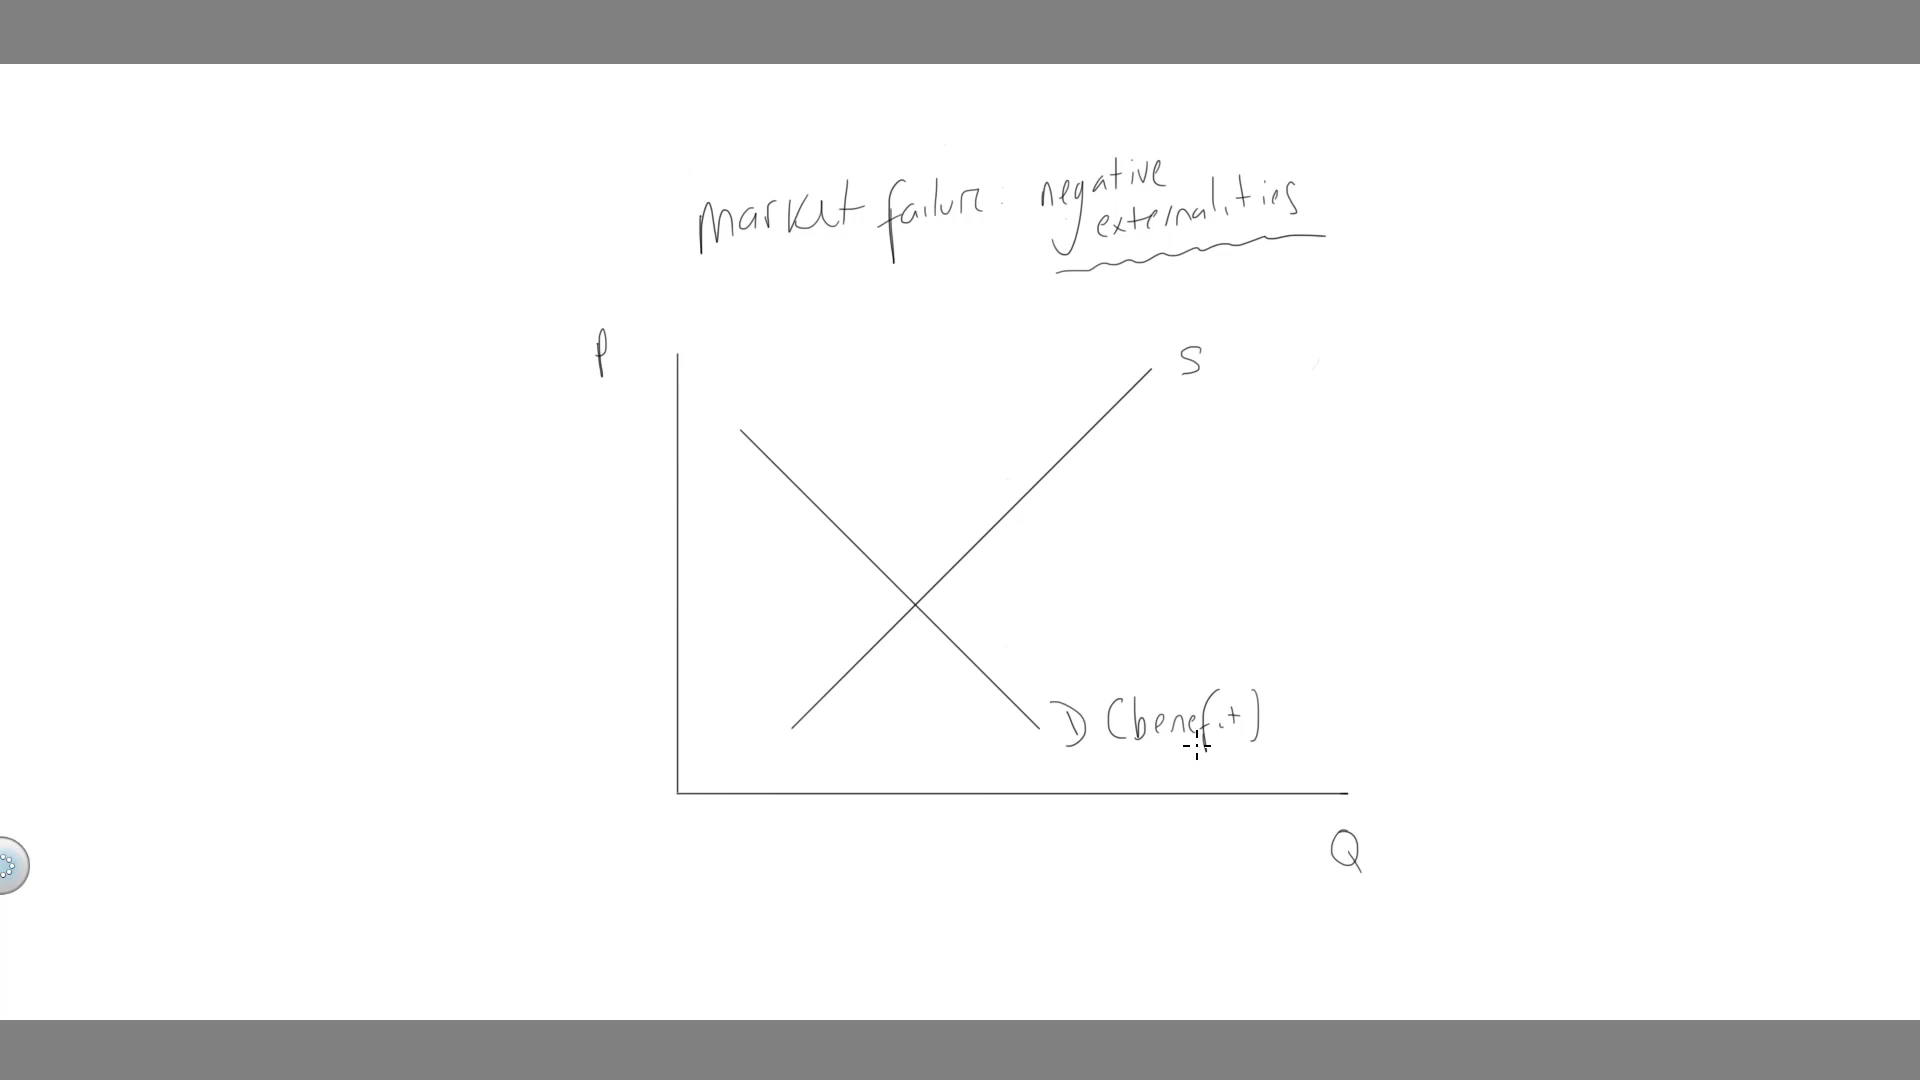 Market failure: negative
externalities
P
S
D (benefit)
Q